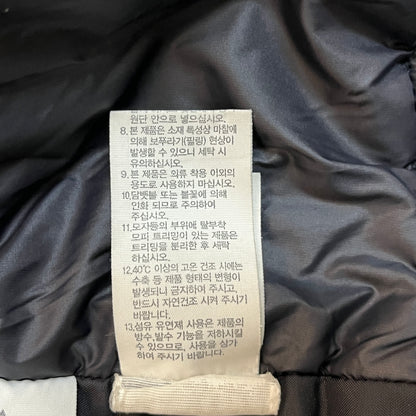 원단 안으로 넣으십시오.
8.본 제품은 소재 특성상 마찰에
의해 보푸라기(필링) 현상이
발생할 수 있으니 세탁 시
유의하십시오.
9.본 제품은 의류 착용 이외의
용도로 사용하지 마십시오.
10.담뱃불 또는 불꽃에 의해
인화 되므로 주의하여
주십시오.
11.모자등의 부위에 탈부착
모피 트리밍이 있는 제품은
트리밍을 분리한 후 세탁
하십시오.
12.40℃ 이상의 고온 건조 시에는
수축 등 제품 형태의 변형이
발생되니 금지하여 주시고,
반드시 자연건조 시켜 주시기
바랍니다.
13.섬유 유연제 사용은 제품의
방수,발수 기능을 저하시킬 수
있으므로, 사용을 삼가
하여 주시기 바랍니다.